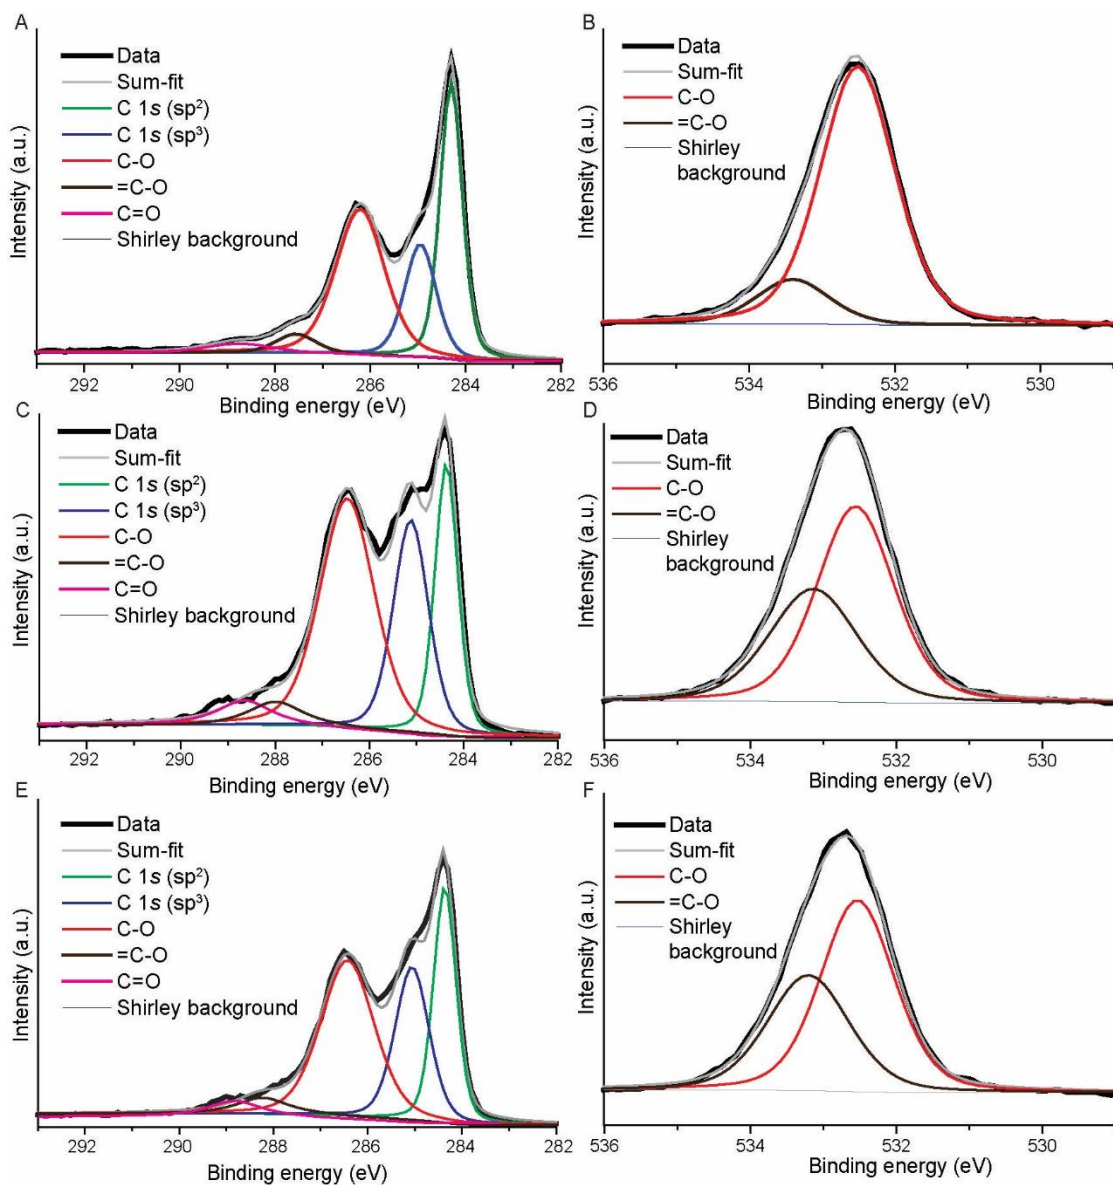 A
Data
Sum-fit
C 1s (sp²)
C 1s (sp³)
C-O
=C-O
C=O
Shirley background
Intensity (a.u.)
292 290 288 286 284 282
Binding energy (eV)
B
Data
Sum-fit
C-O
=C-O
Shirley
background
Intensity (a.u.)
536 534 532 530
Binding energy (eV)
C
Data
Sum-fit
C 1s (sp²)
C 1s (sp³)
C-O
=C-O
C=O
Shirley background
Intensity (a.u.)
292 290 288 286 284 282
Binding energy (eV)
D
Data
Sum-fit
C-O
=C-O
Shirley
background
Intensity (a.u.)
536 534 532 530
Binding energy (eV)
E
Data
Sum-fit
C 1s (sp²)
C 1s (sp³)
C-O
=C-O
C=O
Shirley background
Intensity (a.u.)
292 290 288 286 284 282
Binding energy (eV)
F
Data
Sum-fit
C-O
=C-O
Shirley
background
Intensity (a.u.)
536 534 532 530
Binding energy (eV)